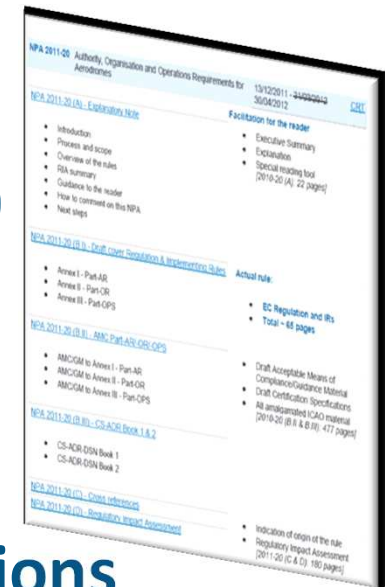 NPA 2011-20 Authority, Organisation and Operations Requirements for Aerodromes 13/12/2011 - 31/03/2012 30/04/2012 CRT
NPA 2011-20 (A) - Explanatory Note
Facilitation for the reader
Introduction
Process and scope
Overview of the rules
RIA summary
Guidance to the reader
How to comment on this NPA
Next steps
Executive Summary
Explanation
Special reading tool
[2010-20 (A): 22 pages]
NPA 2011-20 (B.I) - Draft cover Regulation & Implementing Rules
Actual rule:
Annex I - Part-AR
Annex II - Part-OR
Annex III - Part-OPS
EC Regulation and IRs
Total ~ 65 pages
NPA 2011-20 (B.II) - AMC Part-AR/-OR/-OPS
AMC/GM to Annex I - Part-AR
AMC/GM to Annex II - Part-OR
AMC/GM to Annex III - Part-OPS
Draft Acceptable Means of
Compliance/Guidance Material
Draft Certification Specifications
All amalgamated ICAO material
[2010-20 (B.II & B.III): 477 pages]
NPA 2011-20 (B.III) - CS-ADR Book 1 & 2
CS-ADR-DSN Book 1
CS-ADR-DSN Book 2
NPA 2011-20 (C) - Cross references
NPA 2011-20 (D) - Regulatory Impact Assessment
Indication of origin of the rule
Regulatory Impact Assessment
[2011-20 (C & D): 180 pages]
ions